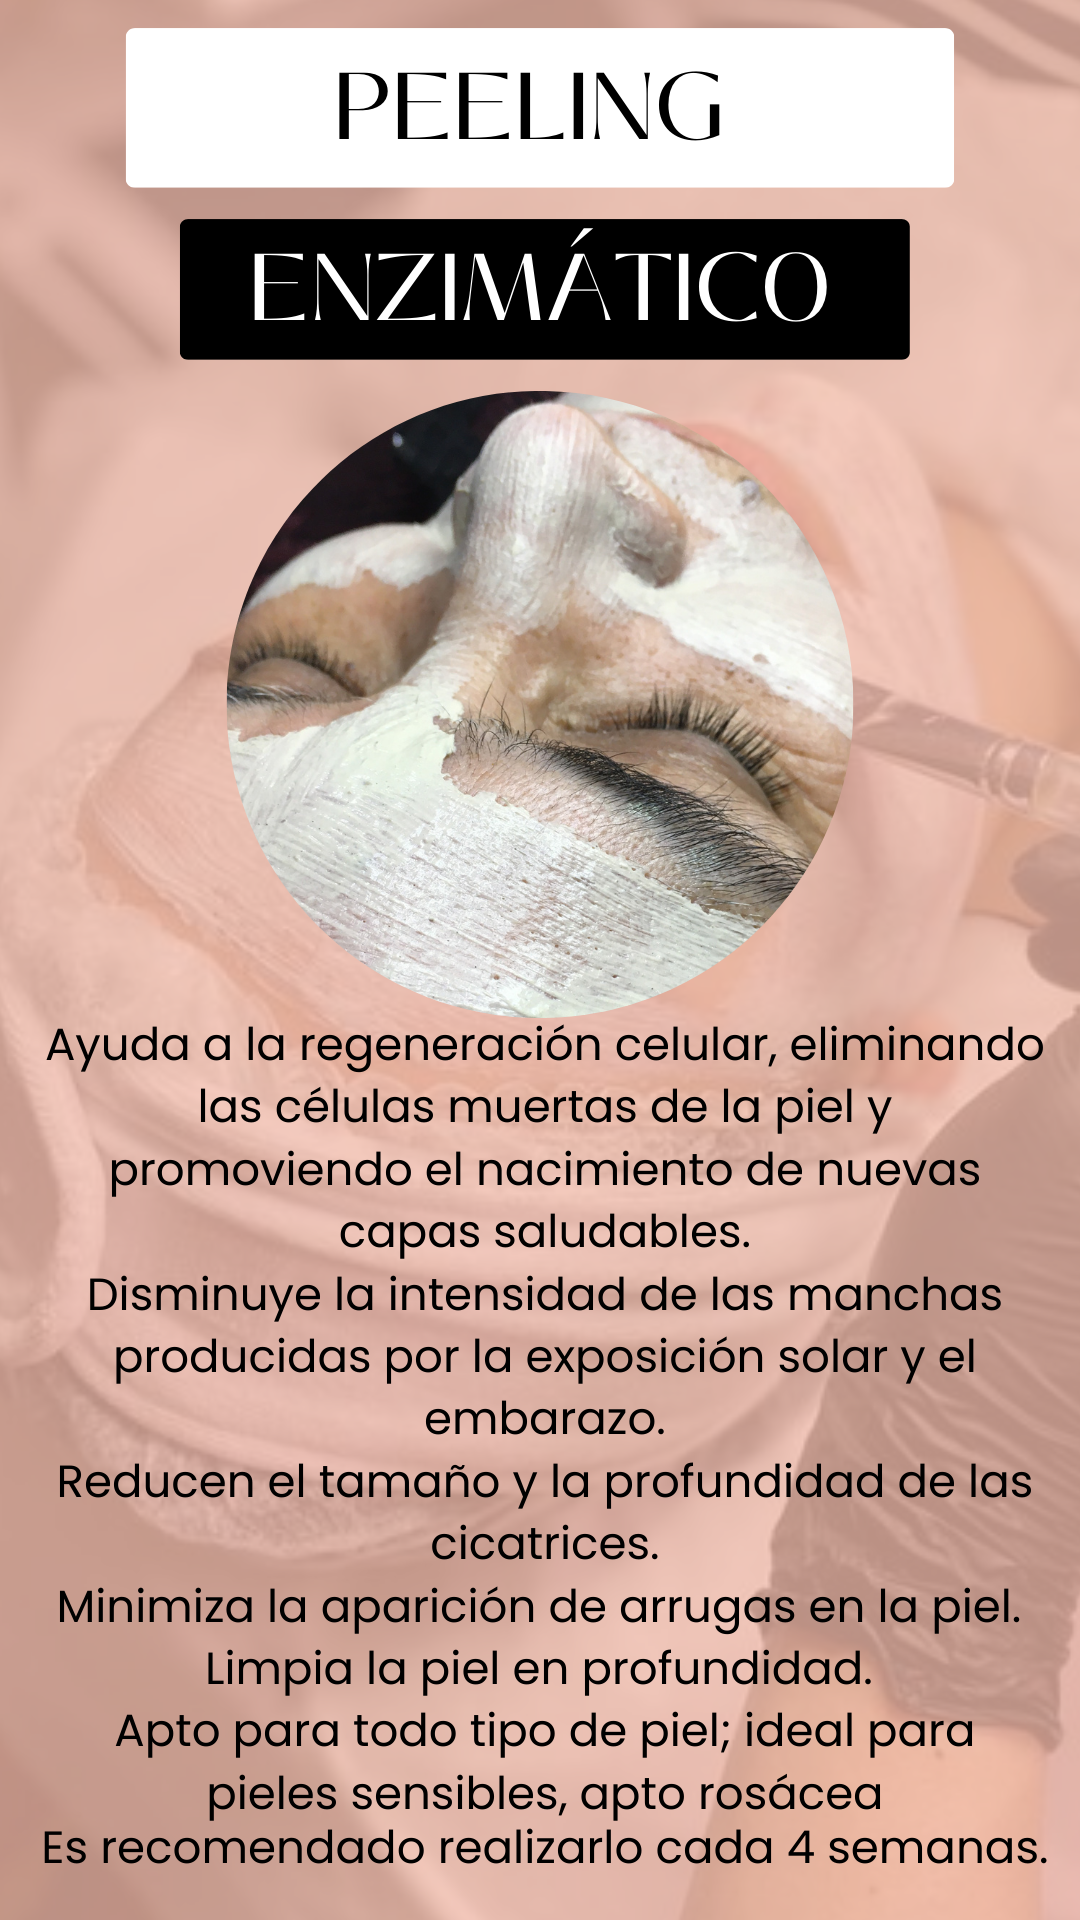 PEELING
ENZIMÁTICO
Ayuda a la regeneración celular, eliminando
las células muertas de la piel y
promoviendo el nacimiento de nuevas
capas saludables.
Disminuye la intensidad de las manchas
producidas por la exposición solar y el
embarazo.
Reducen el tamaño y la profundidad de las
cicatrices.
Minimiza la aparición de arrugas en la piel.
Limpia la piel en profundidad.
Apto para todo tipo de piel; ideal para
pieles sensibles, apto rosácea
Es recomendado realizarlo cada 4 semanas.